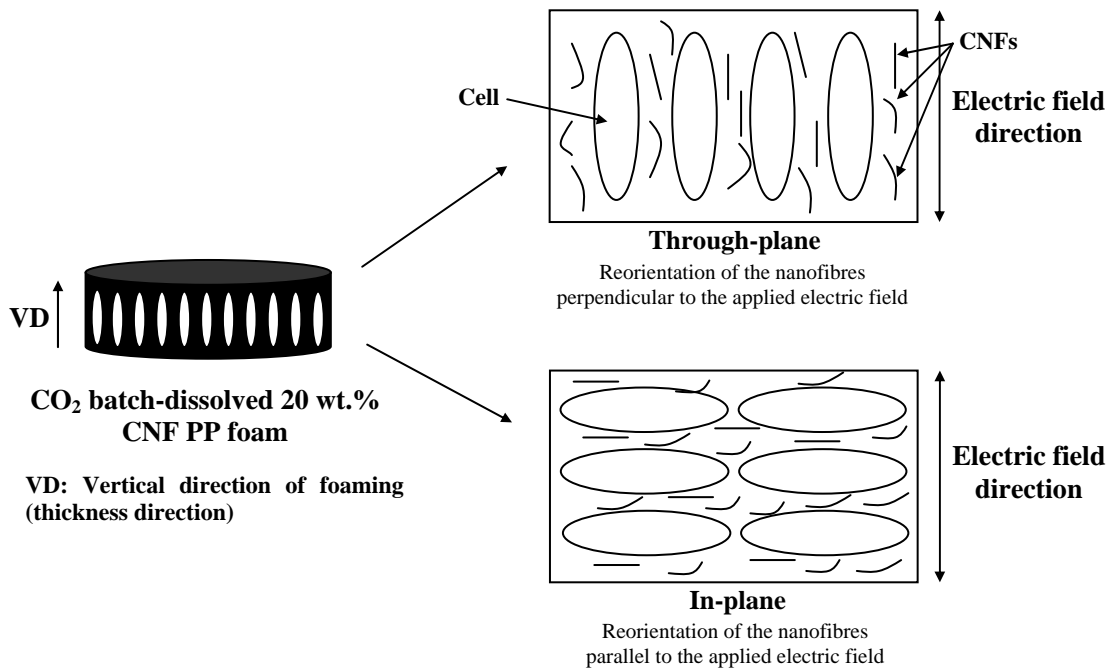 CNFs
Cell
Electric field
direction
Through-plane
Reorientation of the nanofibres
perpendicular to the applied electric field
VD
CO₂ batch-dissolved 20 wt.%
CNF PP foam
VD: Vertical direction of foaming
(thickness direction)
Electric field
direction
In-plane
Reorientation of the nanofibres
parallel to the applied electric field